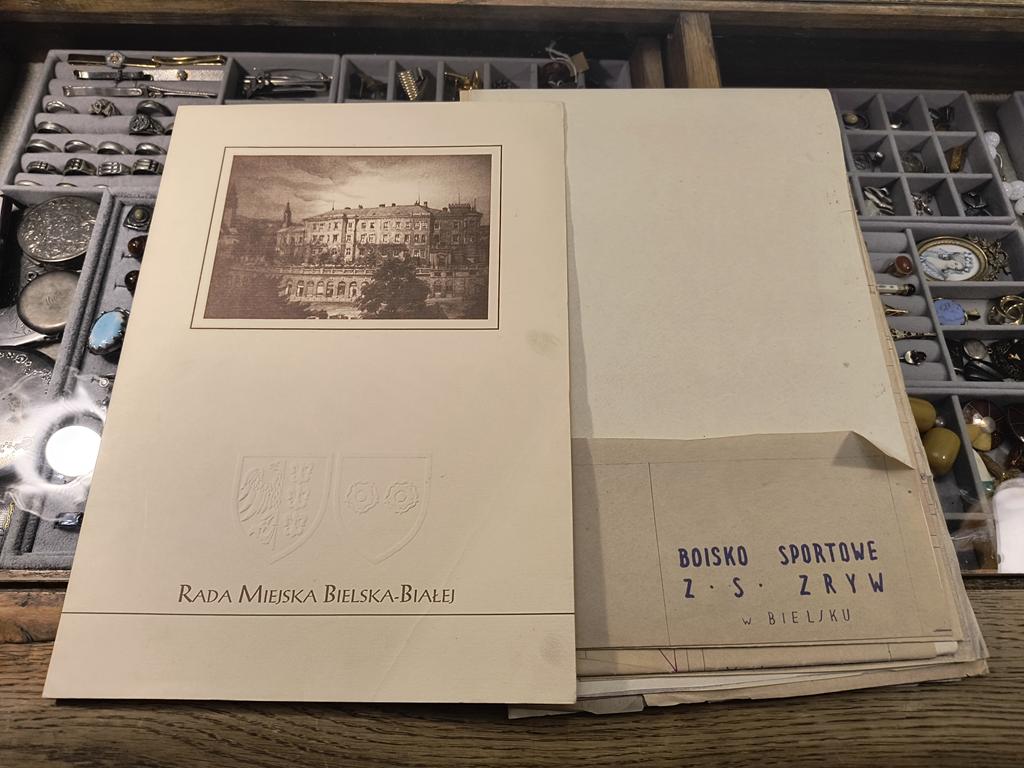 RADA MIEJSKA BIELSKA-BIAŁEJ
BOISKO SPORTOWE
Z·S· ZRYW
w BIELSKU